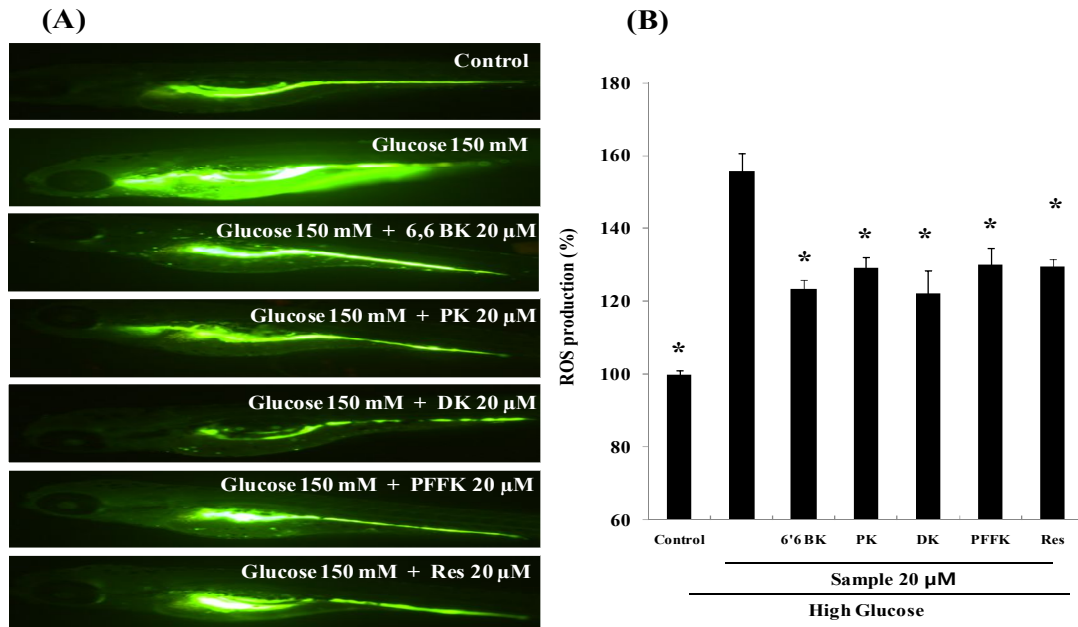 (A)
Control
Glucose 150 mM
Glucose 150 mM + 6,6 BK 20 μM
Glucose 150 mM + PK 20 μM
Glucose 150 mM + DK 20 μM
Glucose 150 mM + PFFK 20 μM
Glucose 150 mM + Res 20 μM
(B)
ROS production (%)
180
160
140
120
100
80
60
*
*
*
*
*
*
Control 6'6 BK PK DK PFFK Res
Sample 20 μM
High Glucose